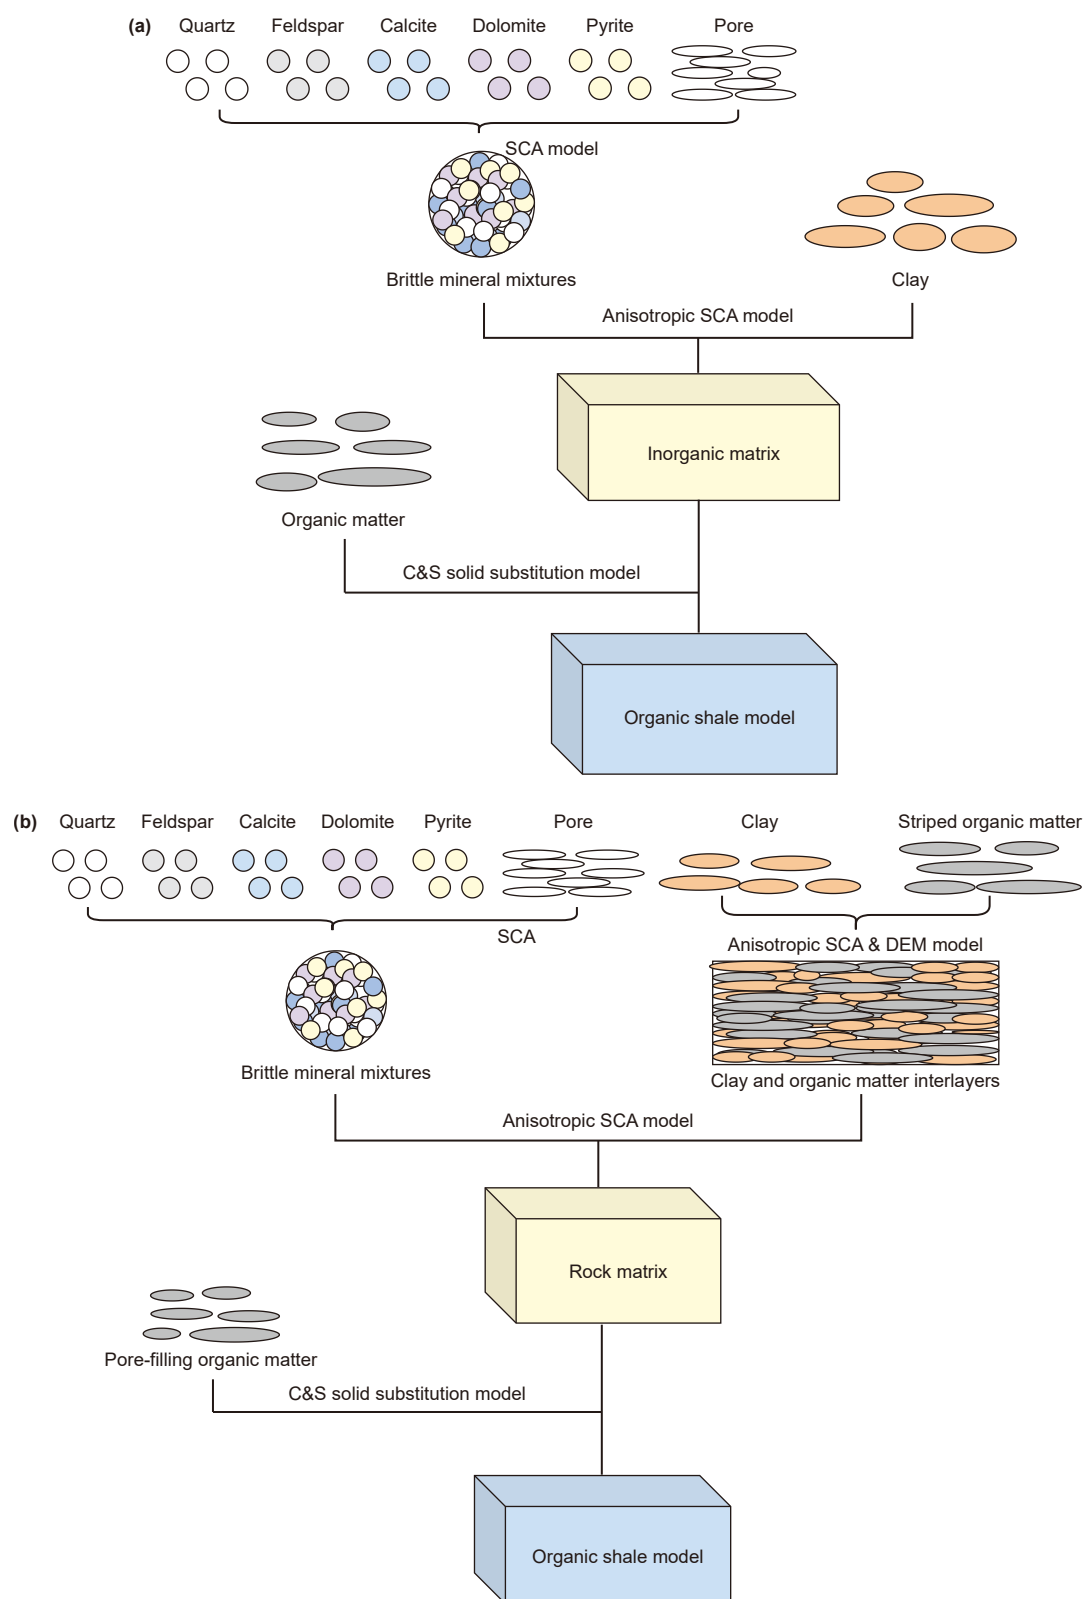 (a) Quartz Feldspar Calcite Dolomite Pyrite Pore
SCA model
Brittle mineral mixtures
Clay
Anisotropic SCA model
Inorganic matrix
Organic matter
C&S solid substitution model
Organic shale model
(b) Quartz Feldspar Calcite Dolomite Pyrite Pore Clay Striped organic matter
SCA
Anisotropic SCA & DEM model
Brittle mineral mixtures
Clay and organic matter interlayers
Anisotropic SCA model
Rock matrix
Pore-filling organic matter
C&S solid substitution model
Organic shale model